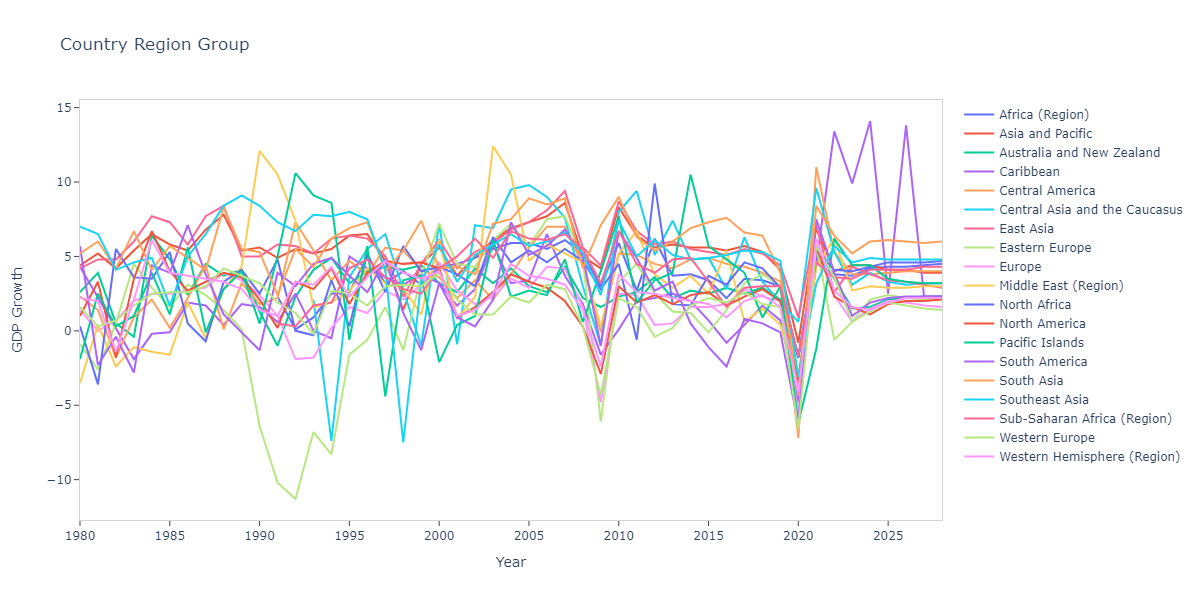 Country Region Group
15
10
5
0
−5
−10
GDP Growth
1980
1985
1990
1995
2000
2005
2010
2015
2020
2025
Year
Africa (Region)
Asia and Pacific
Australia and New Zealand
Caribbean
Central America
Central Asia and the Caucasus
East Asia
Eastern Europe
Europe
Middle East (Region)
North Africa
North America
Pacific Islands
South America
South Asia
Southeast Asia
Sub-Saharan Africa (Region)
Western Europe
Western Hemisphere (Region)